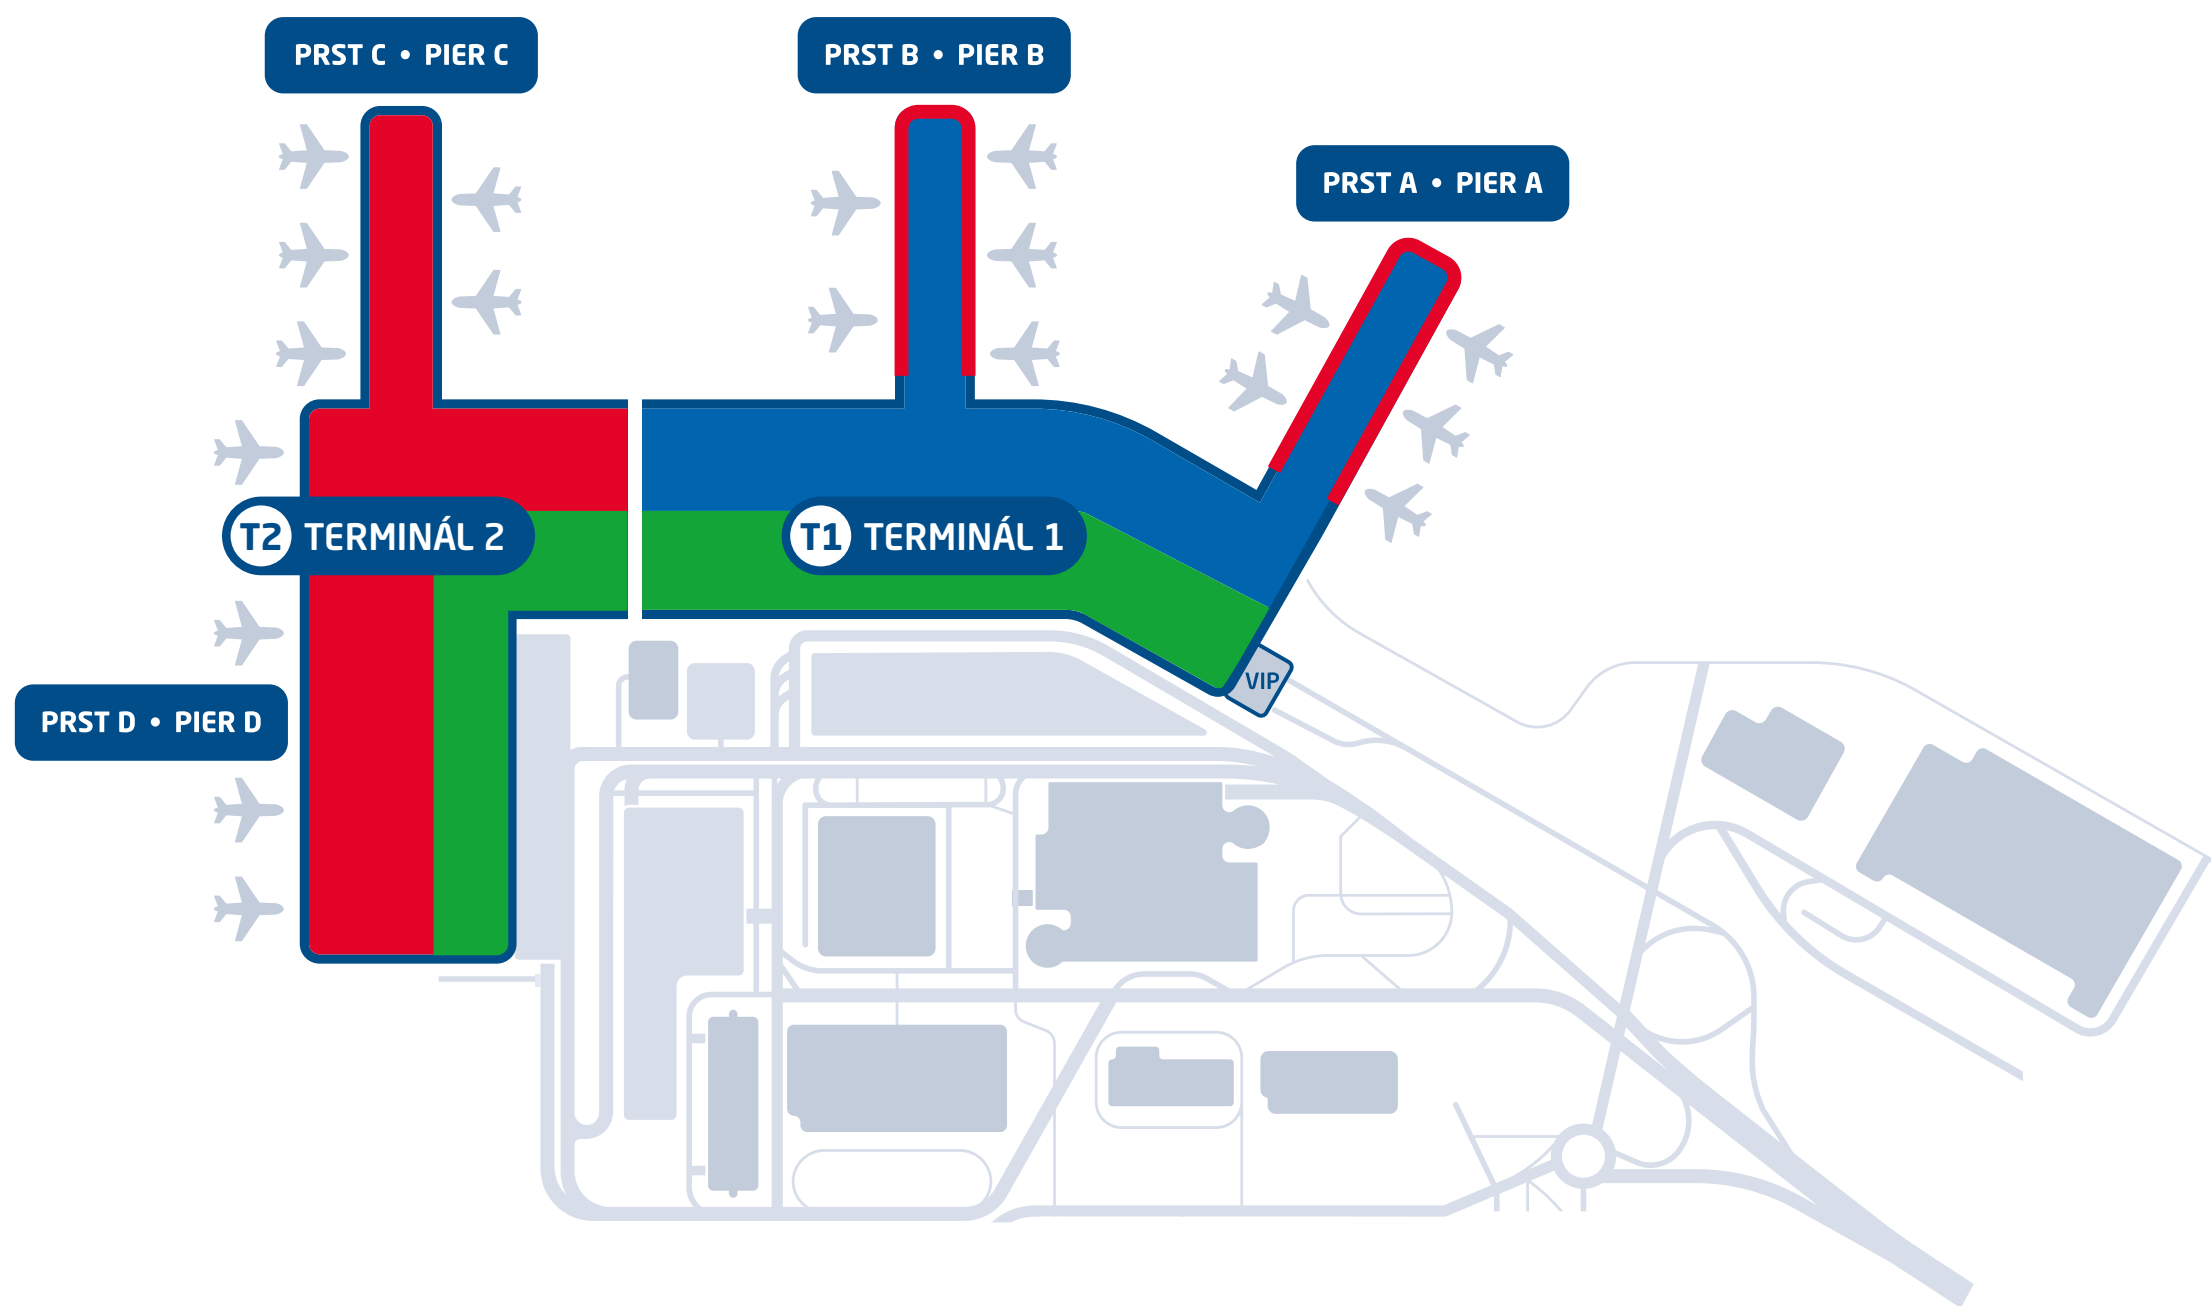 PRST C • PIER C
PRST B • PIER B
PRST A • PIER A
T2 TERMINÁL 2
T1 TERMINÁL 1
VIP
PRST D • PIER D